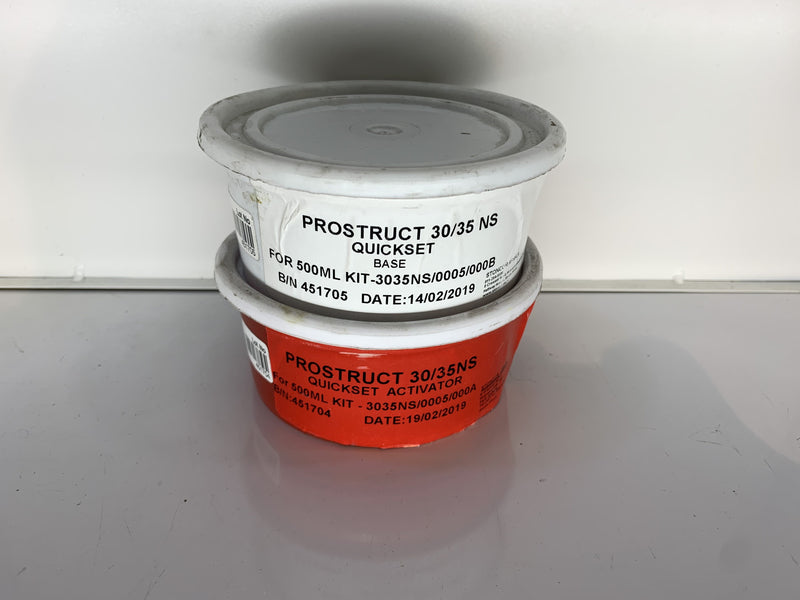 PROSTRUCT 30/35 NS
QUICKSET
BASE
FOR 500ML KIT-3035NS/0005/000B
B/N 451705 DATE:14/02/2019
PROSTRUCT 30/35NS
QUICKSET ACTIVATOR
For 500ML KIT - 3035NS/0005/000A
B/N:451704 DATE:19/02/2019